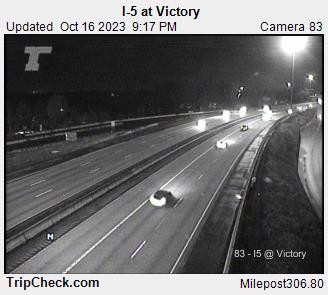 I-5 at Victory
Updated Oct 16 2023 9:17 PM Camera 83
T
N
83 - I5 @ Victory
TripCheck.com Milepost306.80